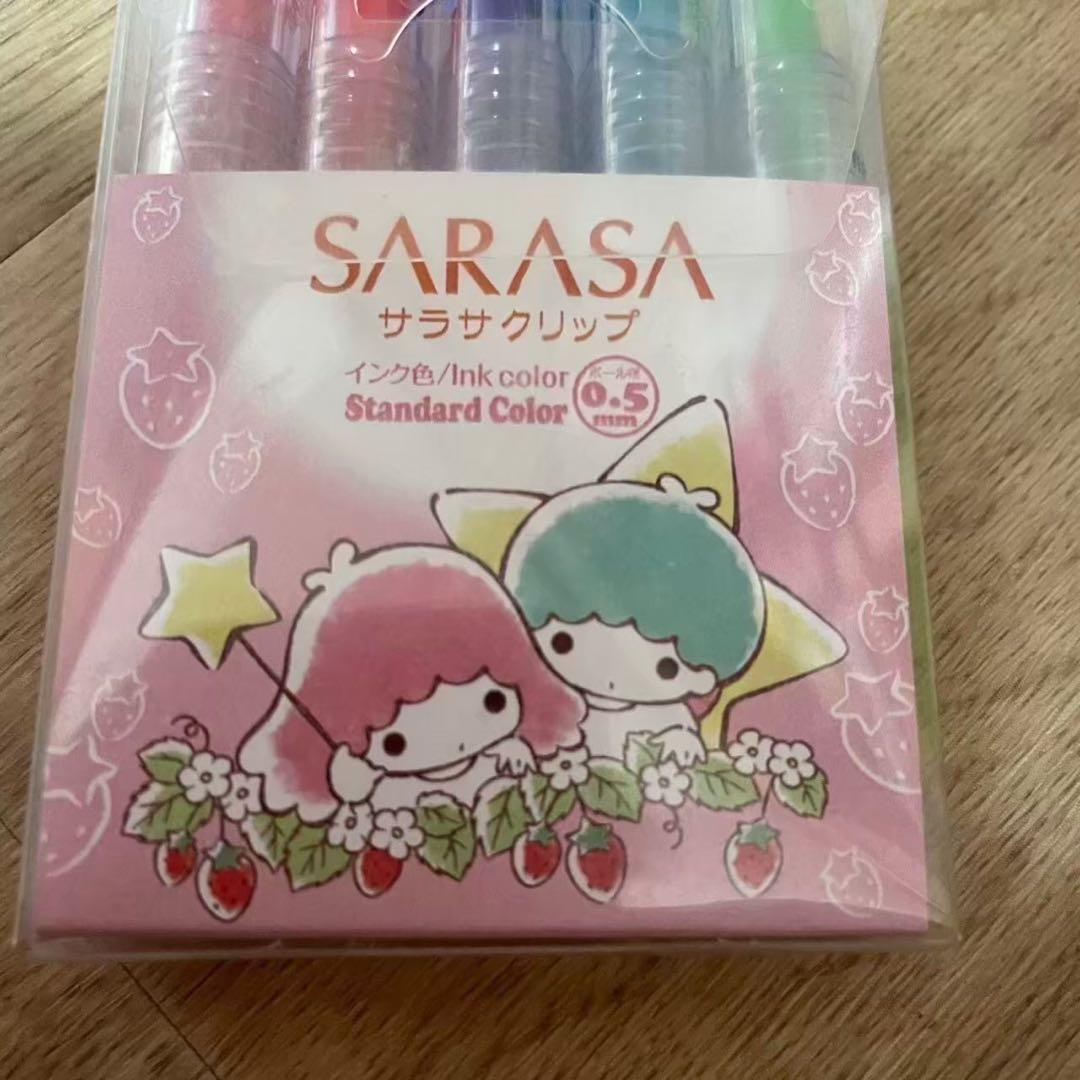 SARASA
サラサクリップ
インク色/Ink color
Standard Color
ボール径
0.5
mm